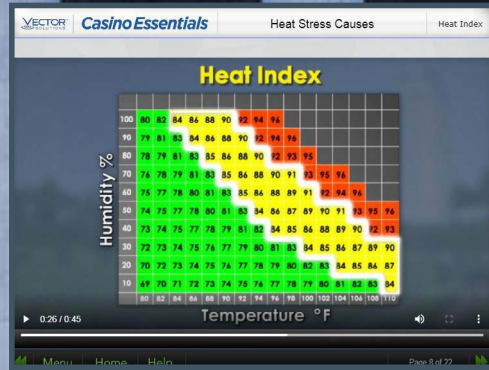 VECTOR SOLUTIONS Casino Essentials Heat Stress Causes Heat Index
Heat Index
Humidity %
100 80 82 84 86 88 90 92 94 96
90 79 81 83 84 86 88 90 92 94 96
80 78 79 81 83 85 86 88 90 92 93 95
70 76 78 79 81 83 85 86 88 90 91 93 95 96
60 75 77 78 80 81 83 85 86 88 89 91 92 94 96
50 74 75 77 78 80 81 83 84 86 87 89 90 91 93 95 96
40 73 74 75 77 78 79 81 82 84 85 86 88 89 90 92 93
30 72 73 74 75 76 77 79 80 81 83 84 85 86 87 89 90
20 70 72 73 74 75 76 77 78 79 80 82 83 84 85 86 87
10 69 70 71 72 73 74 75 76 77 78 79 80 81 82 83 84
80 82 84 86 88 90 92 94 96 98 100 102 104 106 108 110
Temperature °F
0:26 / 0:45
Menu Home Help Page 8 of 22